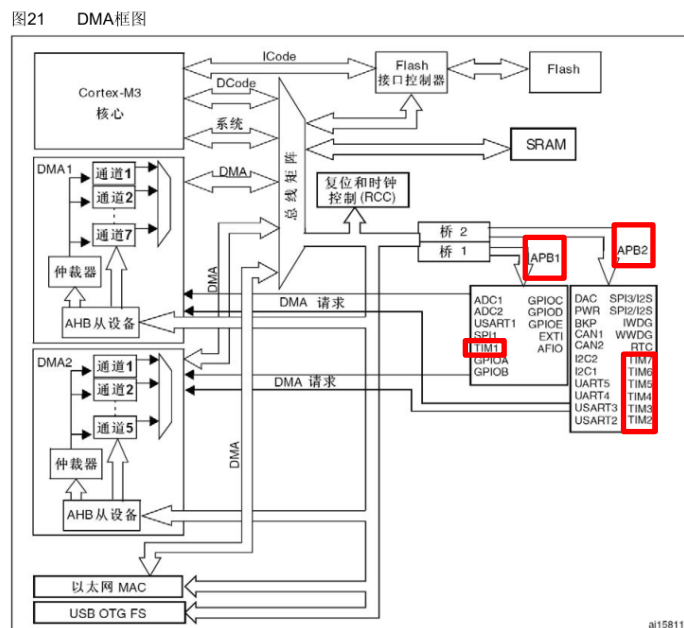 图21 DMA框图
Cortex-M3
核心
ICode
DCode
系统
DMA
Flash
接口控制器
Flash
SRAM
总线矩阵
复位和时钟
控制(RCC)
桥 2
桥 1
APB1
APB2
DMA1
通道1
通道2
通道7
仲裁器
AHB从设备
DMA
DMA 请求
DMA2
通道1
通道2
通道5
仲裁器
AHB从设备
DMA 请求
DMA
ADC1 GPIOC
ADC2 GPIOD
USART1 GPIOE
SPI1 EXTI
TIM1 AFIO
GPIOA
GPIOB
DAC SPI3/I2S
PWR SPI2/I2S
BKP IWDG
CAN1 WWDG
CAN2 RTC
I2C2 TIM7
I2C1 TIM6
UART5 TIM5
UART4 TIM4
USART3 TIM3
USART2 TIM2
以太网 MAC
USB OTG FS
ai15811